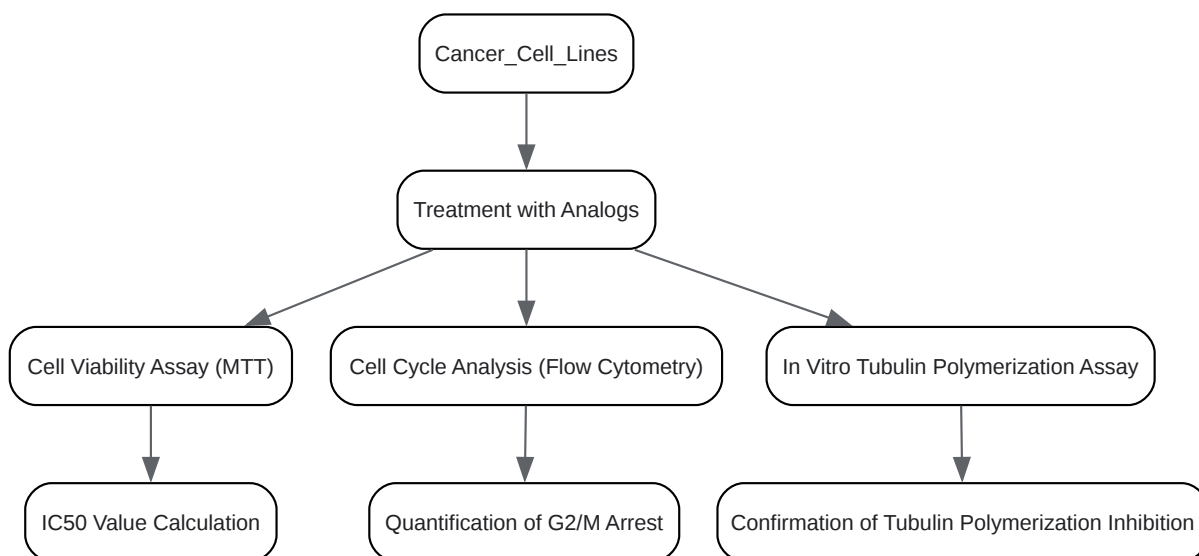 Cancer_Cell_Lines
Treatment with Analogs
Cell Viability Assay (MTT)
Cell Cycle Analysis (Flow Cytometry)
In Vitro Tubulin Polymerization Assay
IC50 Value Calculation
Quantification of G2/M Arrest
Confirmation of Tubulin Polymerization Inhibition